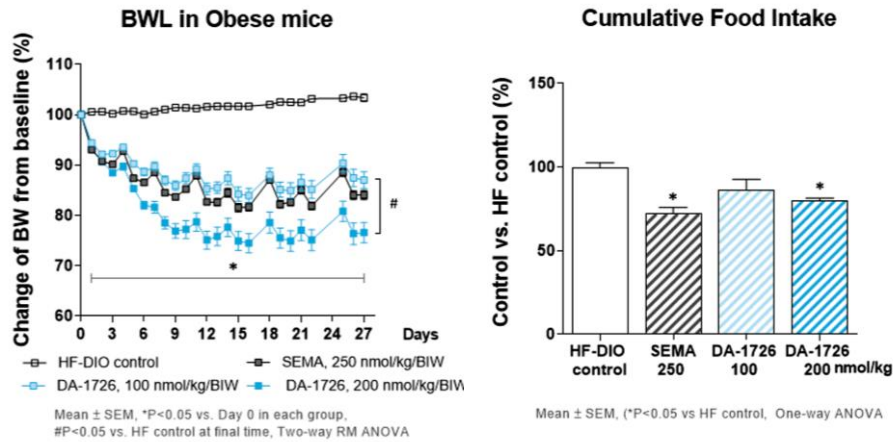 BWL in Obese mice
Change of BW from baseline (%)
110
100
90
80
70
60
#
*
0 3 6 9 12 15 18 21 24 27 Days
HF-DIO control
SEMA, 250 nmol/kg/BIW
DA-1726, 100 nmol/kg/BIW
DA-1726, 200 nmol/kg/BIW
Mean ± SEM, *P<0.05 vs. Day 0 in each group,
#P<0.05 vs. HF control at final time, Two-way RM ANOVA
Cumulative Food Intake
Control vs. HF control (%)
150
100
50
0
*
*
HF-DIO control
SEMA 250
DA-1726 100
DA-1726 200 nmol/kg
Mean ± SEM, (*P<0.05 vs HF control, One-way ANOVA